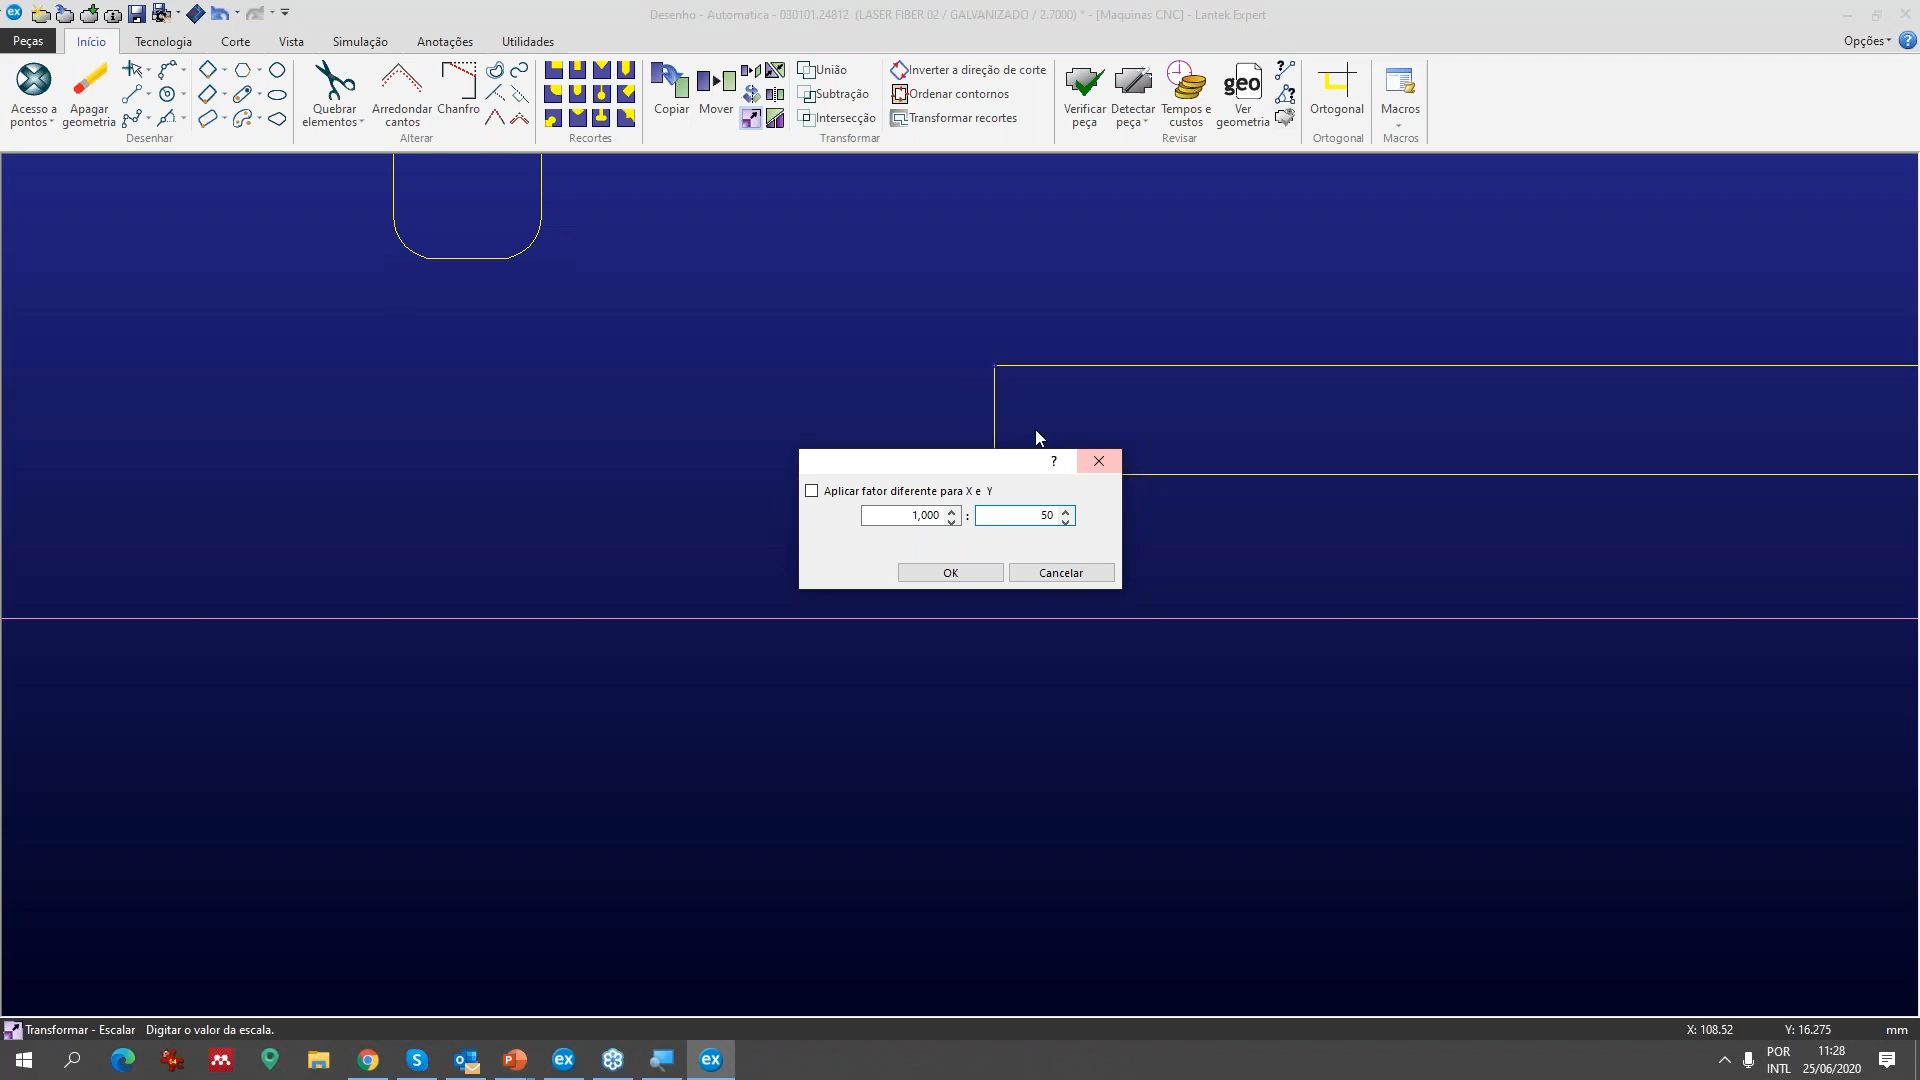 Desenho - Automatica - 030101.24812 (LASER FIBER 02 / GALVANIZADO / 2.7000) * - [Maquinas CNC] - Lantek Expert
Peças Início Tecnologia Corte Vista Simulação Anotações Utilidades Opções
Acesso a pontos
Apagar geometria
Desenhar
Quebrar elementos
Arredondar cantos
Chanfro
Alterar
Recortes
Copiar
Mover
União
Subtração
Intersecção
Inverter a direção de corte
Ordenar contornos
Transformar recortes
Transformar
Verificar peça
Detectar peça
Tempos e custos
geo
Ver geometria
Revisar
Ortogonal
Ortogonal
Macros
Macros
?
Aplicar fator diferente para X e Y
1,000 : 50
OK Cancelar
Transformar - Escalar Digitar o valor da escala. X: 108.52 Y: 16.275 mm
POR
INTL
11:28
25/06/2020